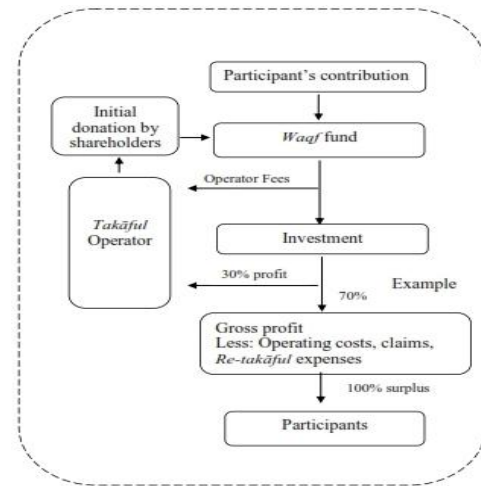 Participant's contribution
Initial
donation by
shareholders
Waqf fund
Operator Fees
Takāful
Operator
Investment
30% profit
70%
Example
Gross profit
Less: Operating costs, claims,
Re-takāful expenses
100% surplus
Participants